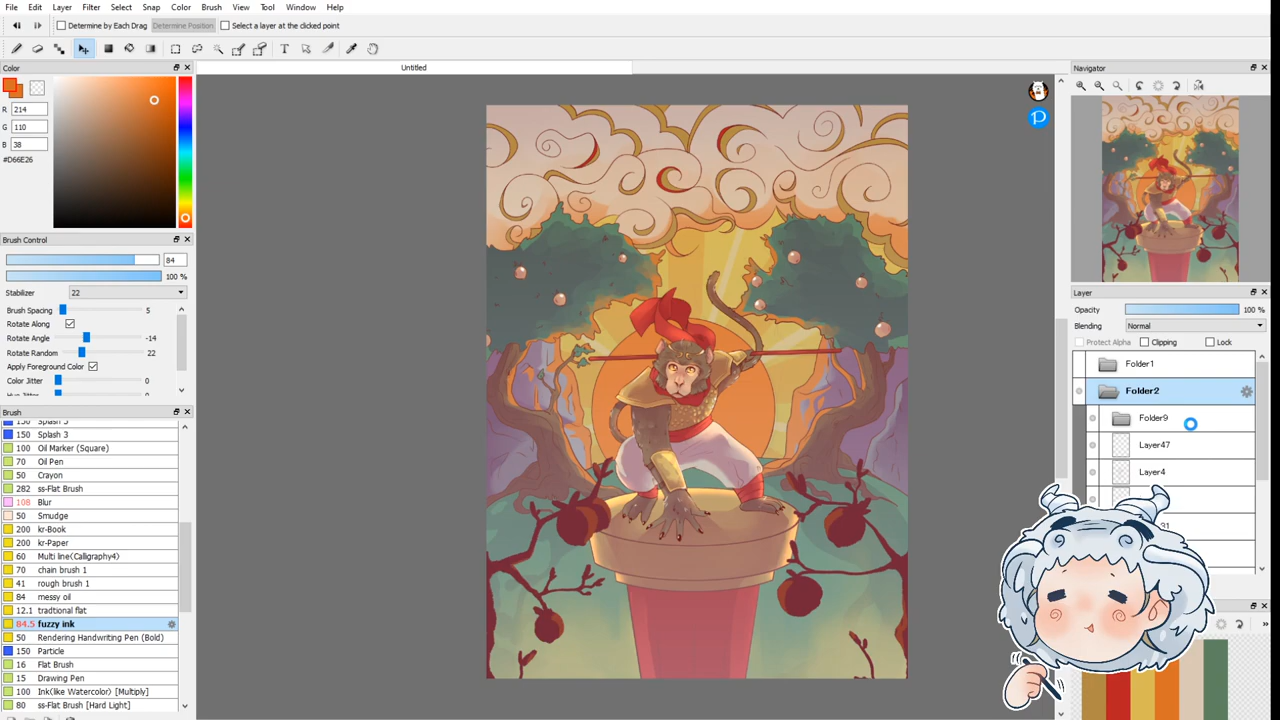 File Edit Layer Filter Select Snap Color Brush View Tool Window Help
Determine by Each Drag Determine Position Select a layer at the clicked point
Color
Untitled
Navigator
R 214
G 110
B 38
#D66E26
Brush Control
84
100 %
Stabilizer 22
Brush Spacing 5
Rotate Along
Rotate Angle -14
Rotate Random 22
Apply Foreground Color
Color Jitter 0
Brush
150 Splash 3
100 Oil Marker (Square)
70 Oil Pen
50 Crayon
282 ss-Flat Brush
108 Blur
50 Smudge
200 kr-Book
200 kr-Paper
60 Multi line(Calligraphy4)
70 chain brush 1
41 rough brush 1
84 messy oil
12.1 tradtional flat
84.5 fuzzy ink
50 Rendering Handwriting Pen (Bold)
150 Particle
16 Flat Brush
15 Drawing Pen
100 Ink(like Watercolor) [Multiply]
80 ss-Flat Brush [Hard Light]
Layer
Opacity 100 %
Blending Normal
Protect Alpha Clipping Lock
Folder1
Folder2
Folder9
Layer47
Layer4
31